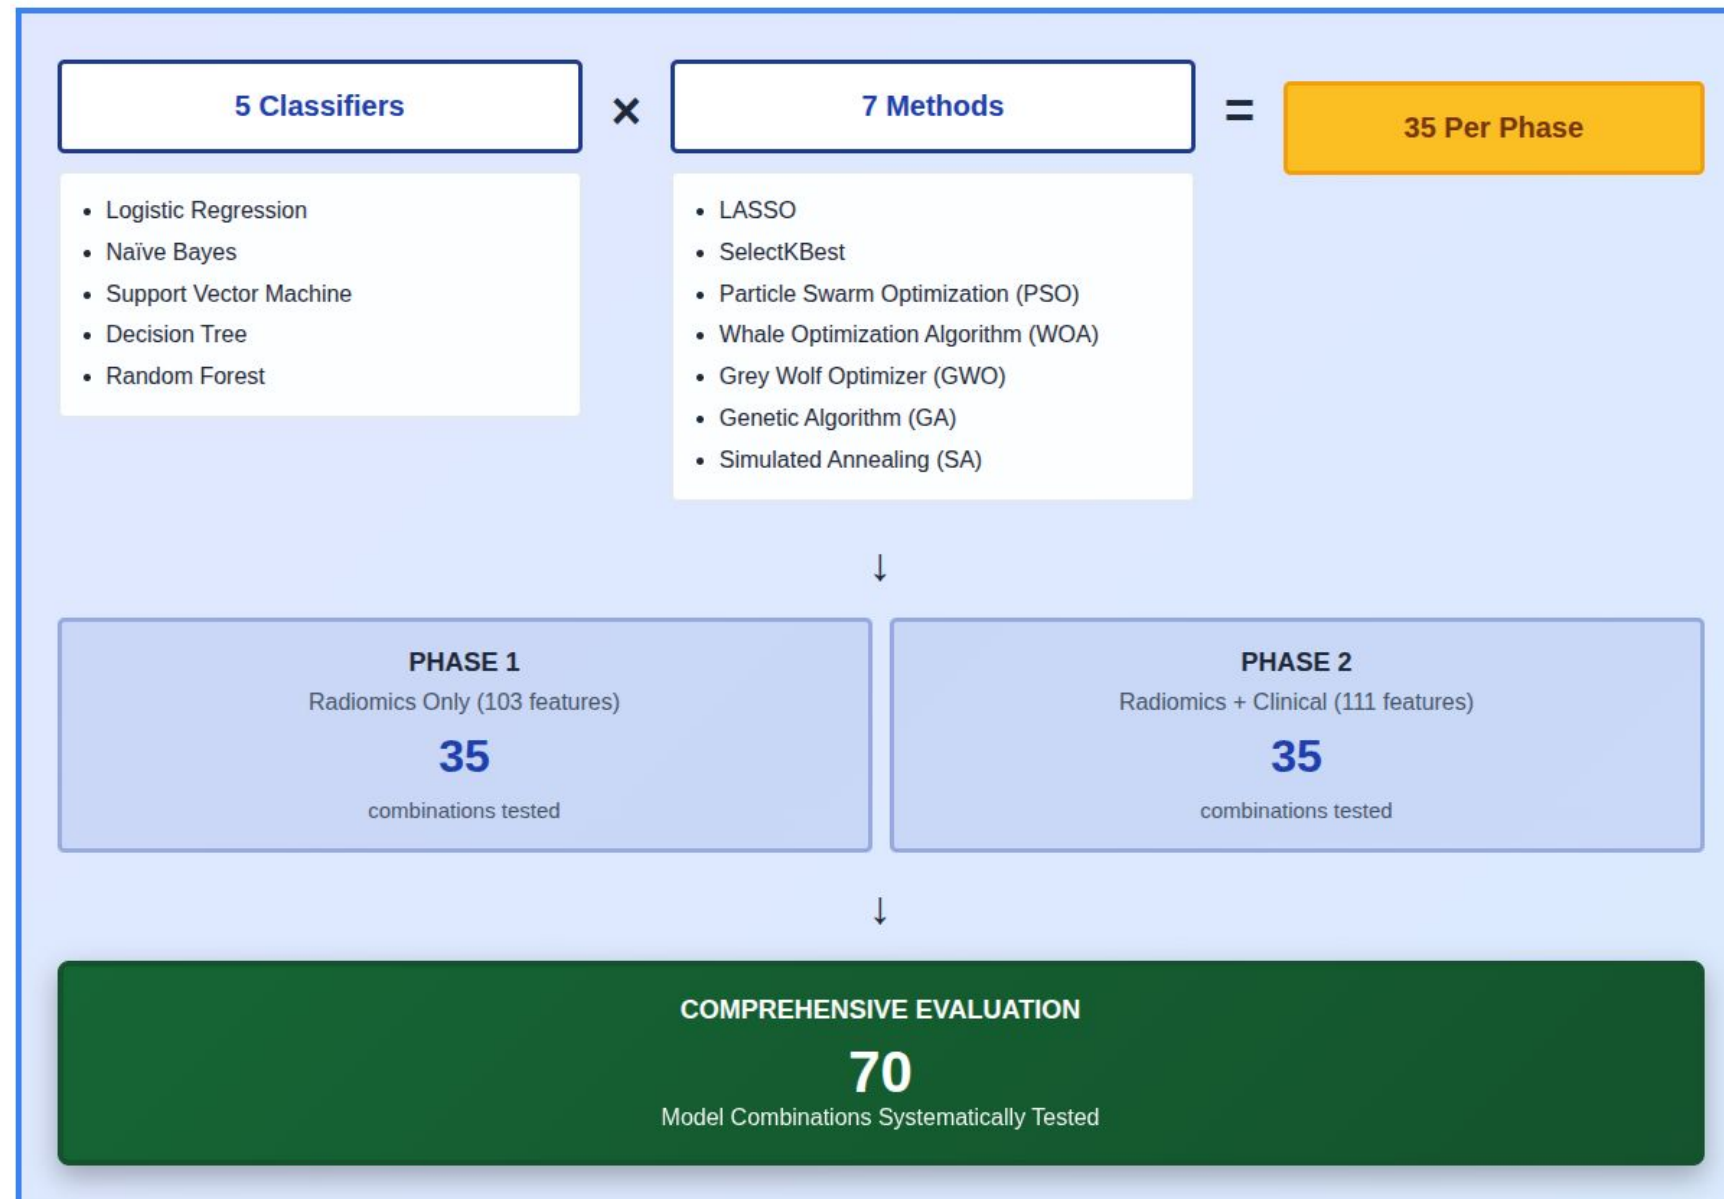 5 Classifiers
×
7 Methods
=
35 Per Phase
• Logistic Regression
• Naïve Bayes
• Support Vector Machine
• Decision Tree
• Random Forest
• LASSO
• SelectKBest
• Particle Swarm Optimization (PSO)
• Whale Optimization Algorithm (WOA)
• Grey Wolf Optimizer (GWO)
• Genetic Algorithm (GA)
• Simulated Annealing (SA)
↓
PHASE 1
Radiomics Only (103 features)
35
combinations tested
PHASE 2
Radiomics + Clinical (111 features)
35
combinations tested
↓
COMPREHENSIVE EVALUATION
70
Model Combinations Systematically Tested